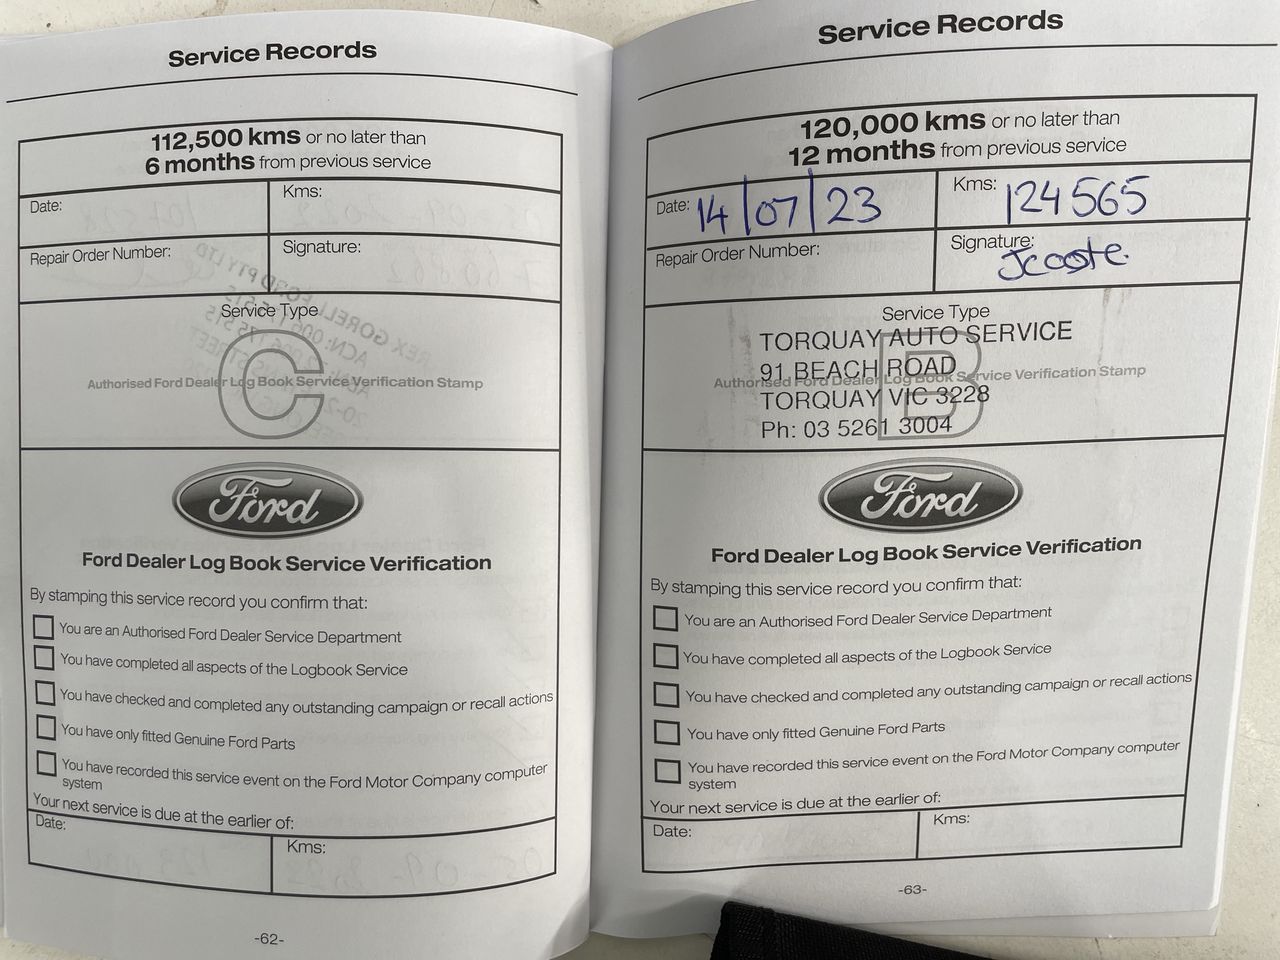 Service Records
112,500 kms or no later than
6 months from previous service
Date:
Kms:
Repair Order Number:
Signature:
Service Type
C
Authorised Ford Dealer Log Book Service Verification Stamp
Ford
Ford Dealer Log Book Service Verification
By stamping this service record you confirm that:
You are an Authorised Ford Dealer Service Department
You have completed all aspects of the Logbook Service
You have checked and completed any outstanding campaign or recall actions
You have only fitted Genuine Ford Parts
You have recorded this service event on the Ford Motor Company computer
system
Your next service is due at the earlier of:
Date:
Kms:
-62-
Service Records
120,000 kms or no later than
12 months from previous service
Date: 14/07/23
Kms: 124565
Repair Order Number:
Signature: Jcoote
Service Type
B
TORQUAY AUTO SERVICE
91 BEACH ROAD
Authorised Ford Dealer Log Book Service Verification Stamp
TORQUAY VIC 3228
Ph: 03 5261 3004
Ford
Ford Dealer Log Book Service Verification
By stamping this service record you confirm that:
You are an Authorised Ford Dealer Service Department
You have completed all aspects of the Logbook Service
You have checked and completed any outstanding campaign or recall actions
You have only fitted Genuine Ford Parts
You have recorded this service event on the Ford Motor Company computer
system
Your next service is due at the earlier of:
Date:
Kms:
-63-